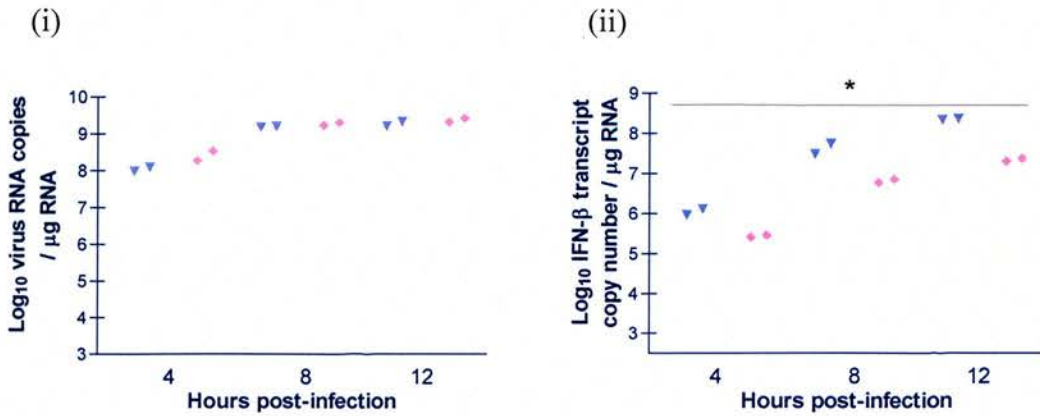 (i)
Log10 virus RNA copies
/ µg RNA
10
9
8
7
6
5
4
3
4 8 12
Hours post-infection
(ii)
*
Log10 IFN-β transcript
copy number / µg RNA
9
8
7
6
5
4
3
4 8 12
Hours post-infection